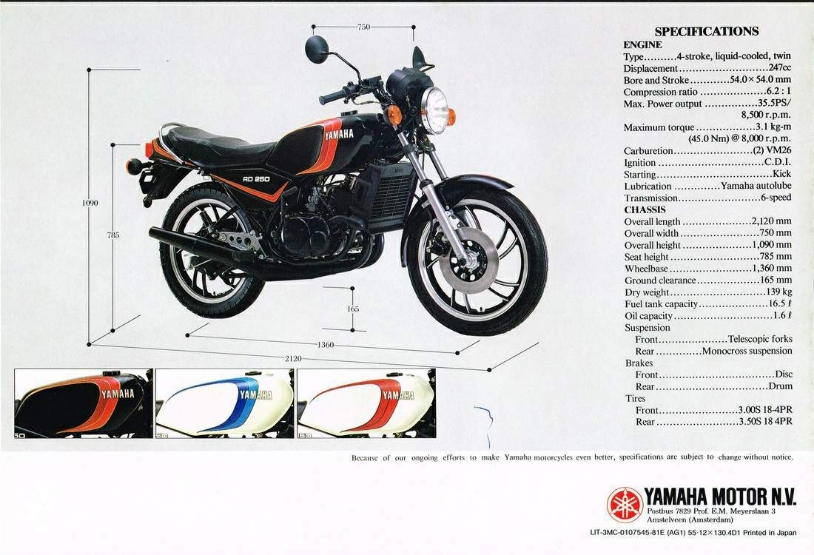 750
1090
785
165
1360
2120
YAMAHA
RD 250
YAMAHA
YAMAHA
YAMAHA
SPECIFICATIONS
ENGINE
Type..........4-stroke, liquid-cooled, twin
Displacement..........................247cc
Bore and Stroke............54.0 × 54.0 mm
Compression ratio ....................6.2 : 1
Max. Power output ................35.5PS/
8,500 r.p.m.
Maximum torque..................3.1 kg-m
(45.0 Nm) @ 8,000 r.p.m.
Carburetion........................(2) VM26
Ignition ................................C.D.I.
Starting...................................Kick
Lubrication ..............Yamaha autolube
Transmission..........................6-speed
CHASSIS
Overall length .....................2,120 mm
Overall width .........................750 mm
Overall height .....................1,090 mm
Seat height ............................785 mm
Wheelbase .........................1,360 mm
Ground clearance...................165 mm
Dry weight.............................139 kg
Fuel tank capacity.....................16.5 l
Oil capacity...............................1.6 l
Suspension
Front.....................Telescopic forks
Rear ..............Monocross suspension
Brakes
Front...................................Disc
Rear ..................................Drum
Tires
Front........................3.00S 18-4PR
Rear .........................3.50S 18 4PR
Because of our ongoing efforts to make Yamaha motorcycles even better, specifications are subject to change without notice.
YAMAHA MOTOR N.V.
Postbus 7829 Prof. E.M. Meyerslaan 3
Amstelveen (Amsterdam)
LIT-3MC-0107545-81E (AG1) 55-12×130.4D1 Printed in Japan